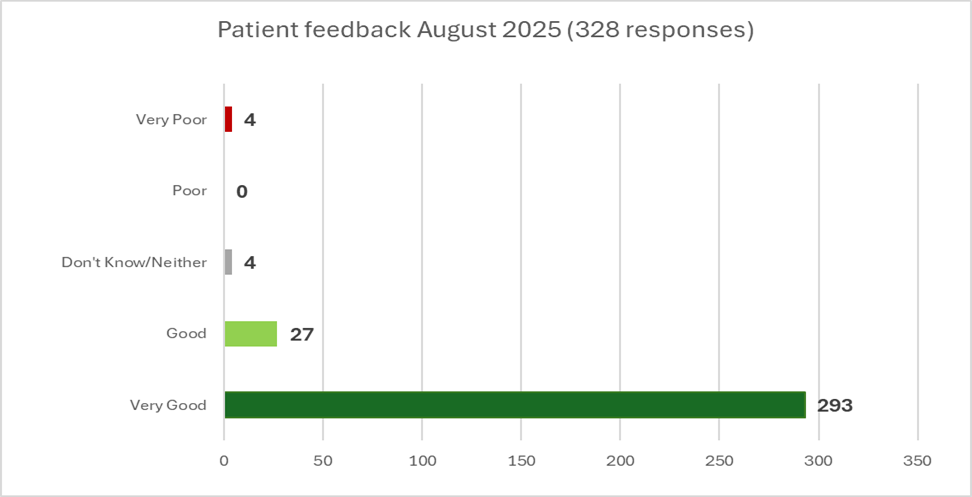 Patient feedback August 2025 (328 responses)
Very Poor 4
Poor 0
Don't Know/Neither 4
Good 27
Very Good 293
0 50 100 150 200 250 300 350